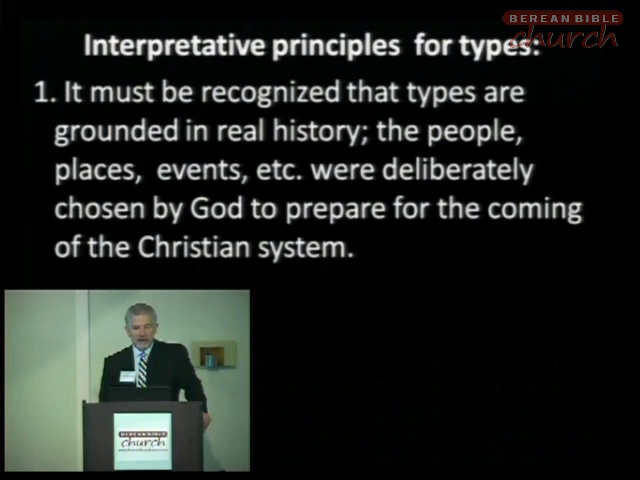 BEREAN BIBLE
church
Interpretative principles for types:
1. It must be recognized that types are
grounded in real history; the people,
places, events, etc. were deliberately
chosen by God to prepare for the coming
of the Christian system.
BEREAN BIBLE
church